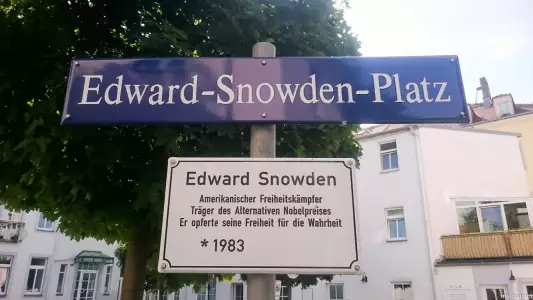 Edward-Snowden-Platz
Edward Snowden
Amerikanischer Freiheitskämpfer
Träger des Alternativen Nobelpreises
Er opferte seine Freiheit für die Wahrheit
* 1983